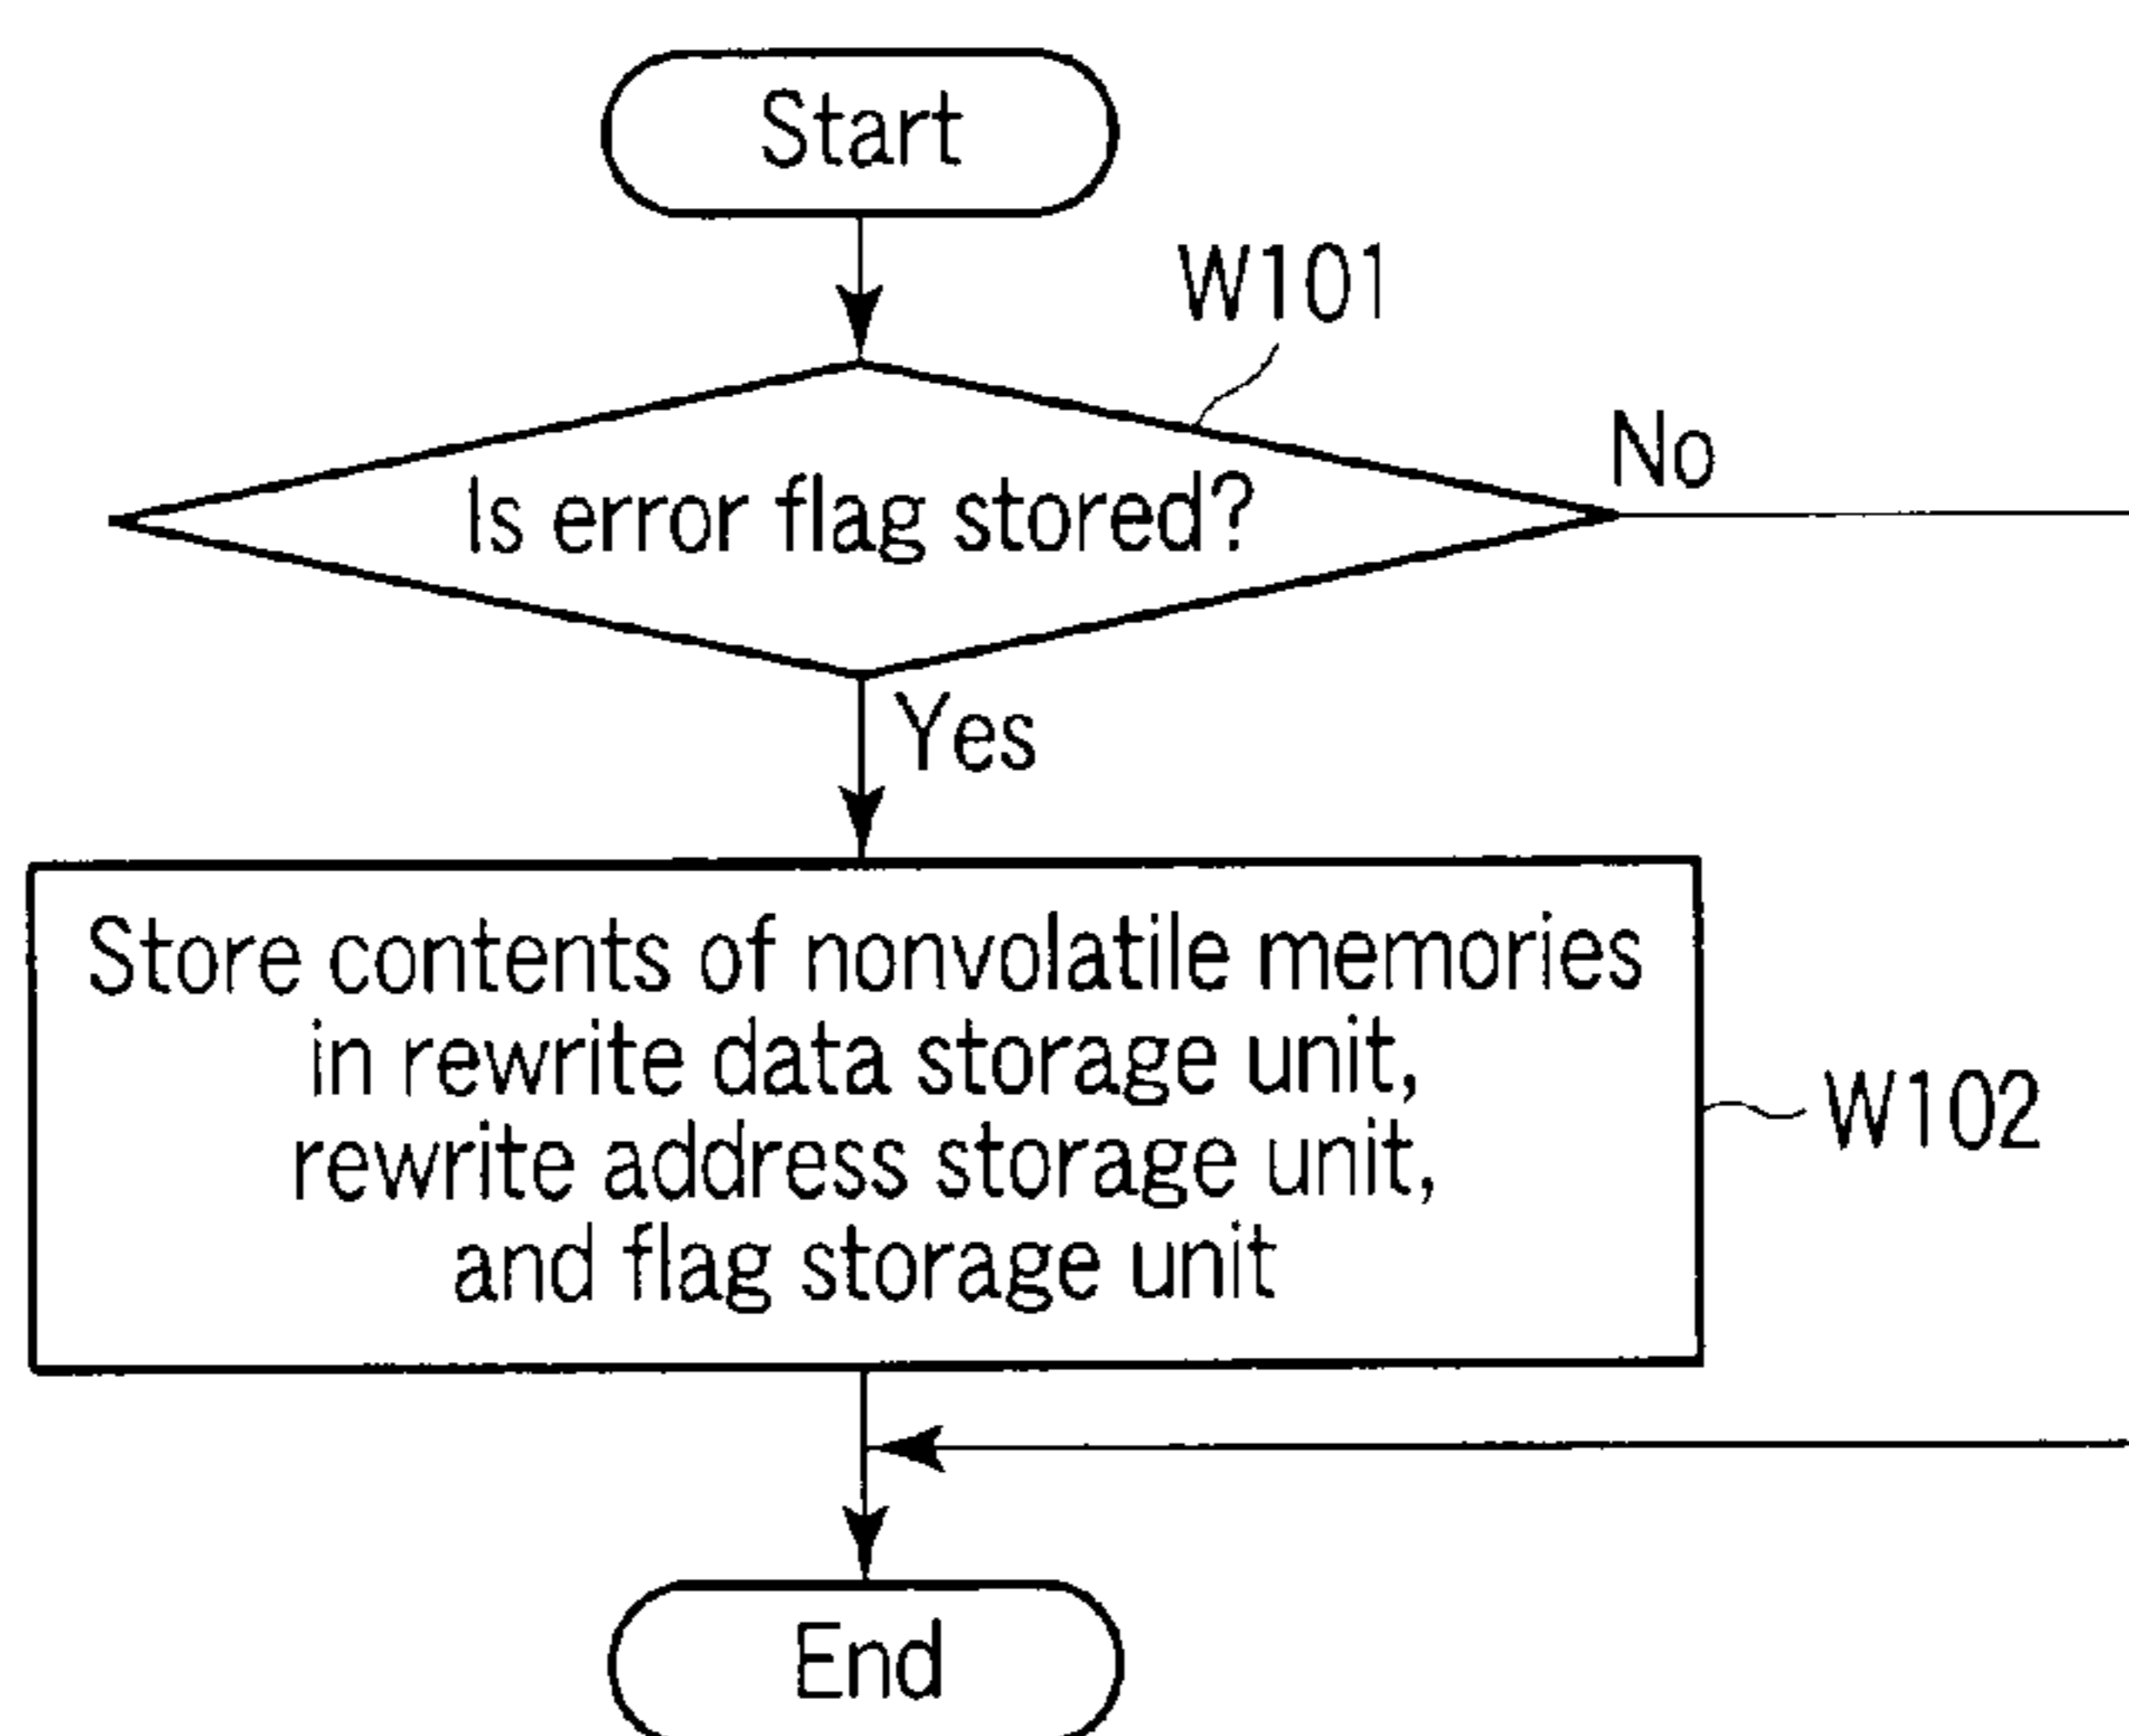 Start
W101
Is error flag stored?
No
Yes
Store contents of nonvolatile memories
in rewrite data storage unit,
rewrite address storage unit,
and flag storage unit
W102
End